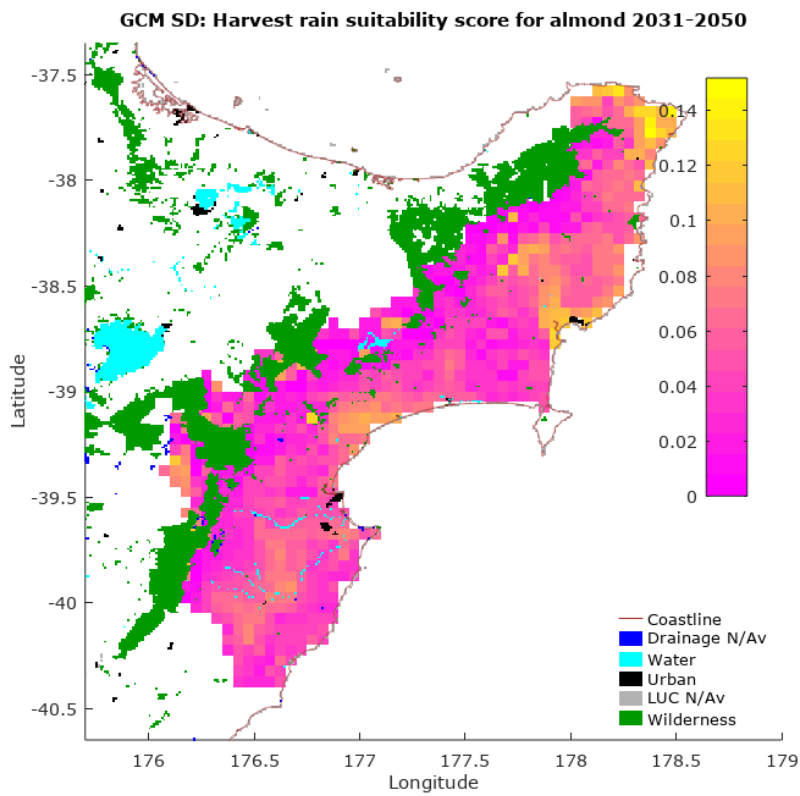 GCM SD: Harvest rain suitability score for almond 2031-2050
-37.5
-38
-38.5
-39
-39.5
-40
-40.5
Latitude
176
176.5
177
177.5
178
178.5
179
Longitude
0.14
0.12
0.1
0.08
0.06
0.04
0.02
0
Coastline
Drainage N/Av
Water
Urban
LUC N/Av
Wilderness